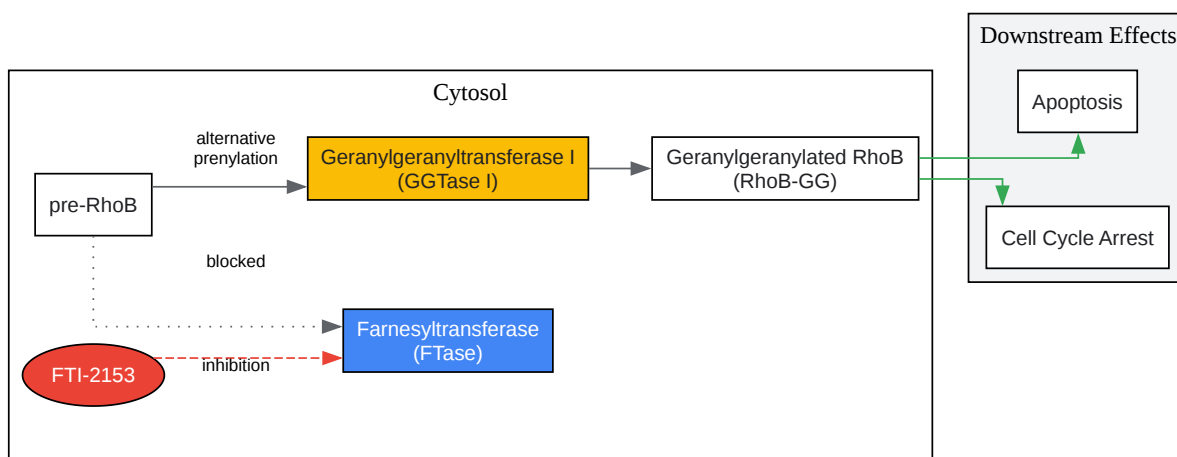 Downstream Effects
Cytosol
Apoptosis
alternative
prenylation
Geranylgeranyltransferase I
(GGTase I)
Geranylgeranylated RhoB
(RhoB-GG)
pre-RhoB
Cell Cycle Arrest
blocked
Farnesyltransferase
(FTase)
inhibition
FTI-2153